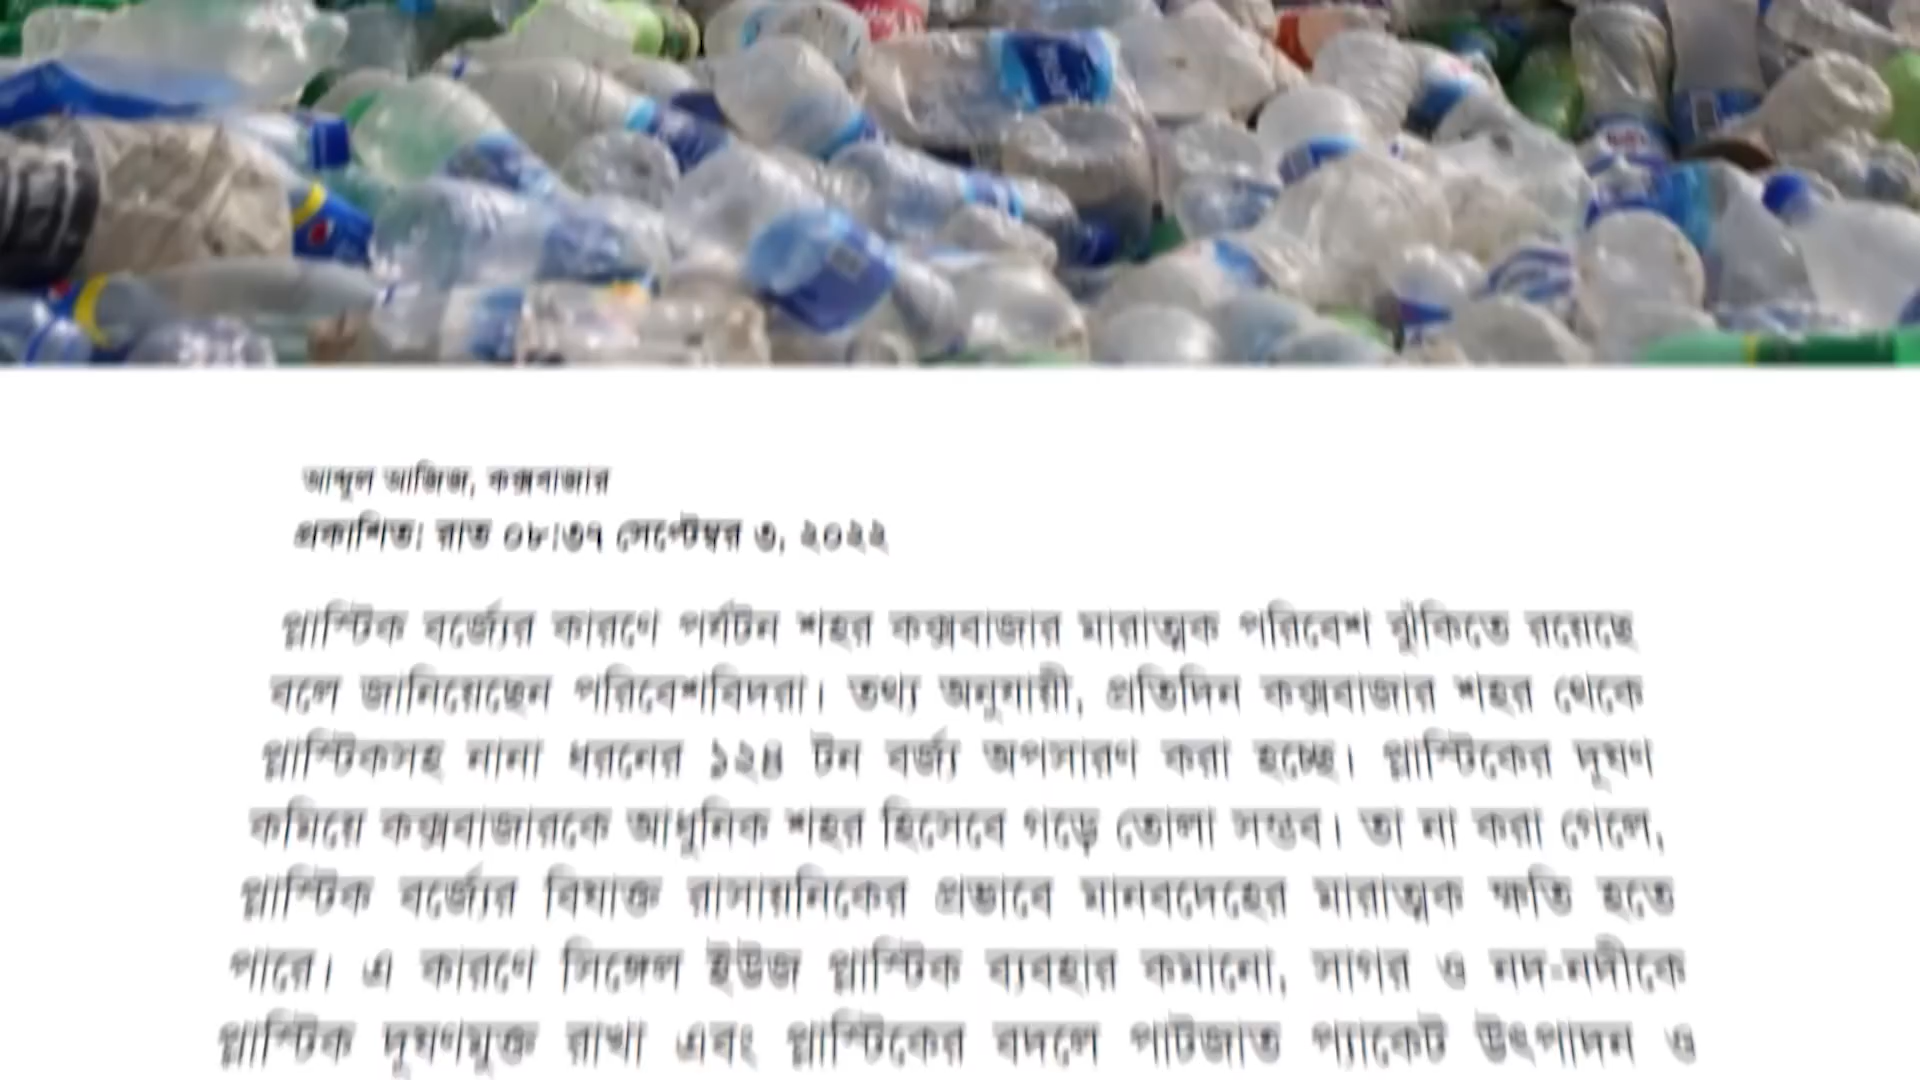 আব্দুল আজিজ, কক্সবাজার
প্রকাশিত: রাত ০৮:৩৭ সেপ্টেম্বর ৩, ২০২২
প্লাস্টিক বর্জ্যের কারণে পর্যটন শহর কক্সবাজার মারাত্মক পরিবেশ ঝুঁকিতে রয়েছে
বলে জানিয়েছেন পরিবেশবিদরা। তথ্য অনুযায়ী, প্রতিদিন কক্সবাজার শহর থেকে
প্লাস্টিকসহ নানা ধরনের ১২৪ টন বর্জ্য অপসারণ করা হচ্ছে। প্লাস্টিকের দূষণ
কমিয়ে কক্সবাজারকে আধুনিক শহর হিসেবে গড়ে তোলা সম্ভব। তা না করা গেলে,
প্লাস্টিক বর্জ্যের বিষাক্ত রাসায়নিকের প্রভাবে মানবদেহের মারাত্মক ক্ষতি হতে
পারে। এ কারণে সিঙ্গেল ইউজ প্লাস্টিক ব্যবহার কমানো, সাগর ও নদ-নদীকে
প্লাস্টিক দূষণমুক্ত রাখা এবং প্লাস্টিকের বদলে পাটজাত প্যাকেট উৎপাদন ও